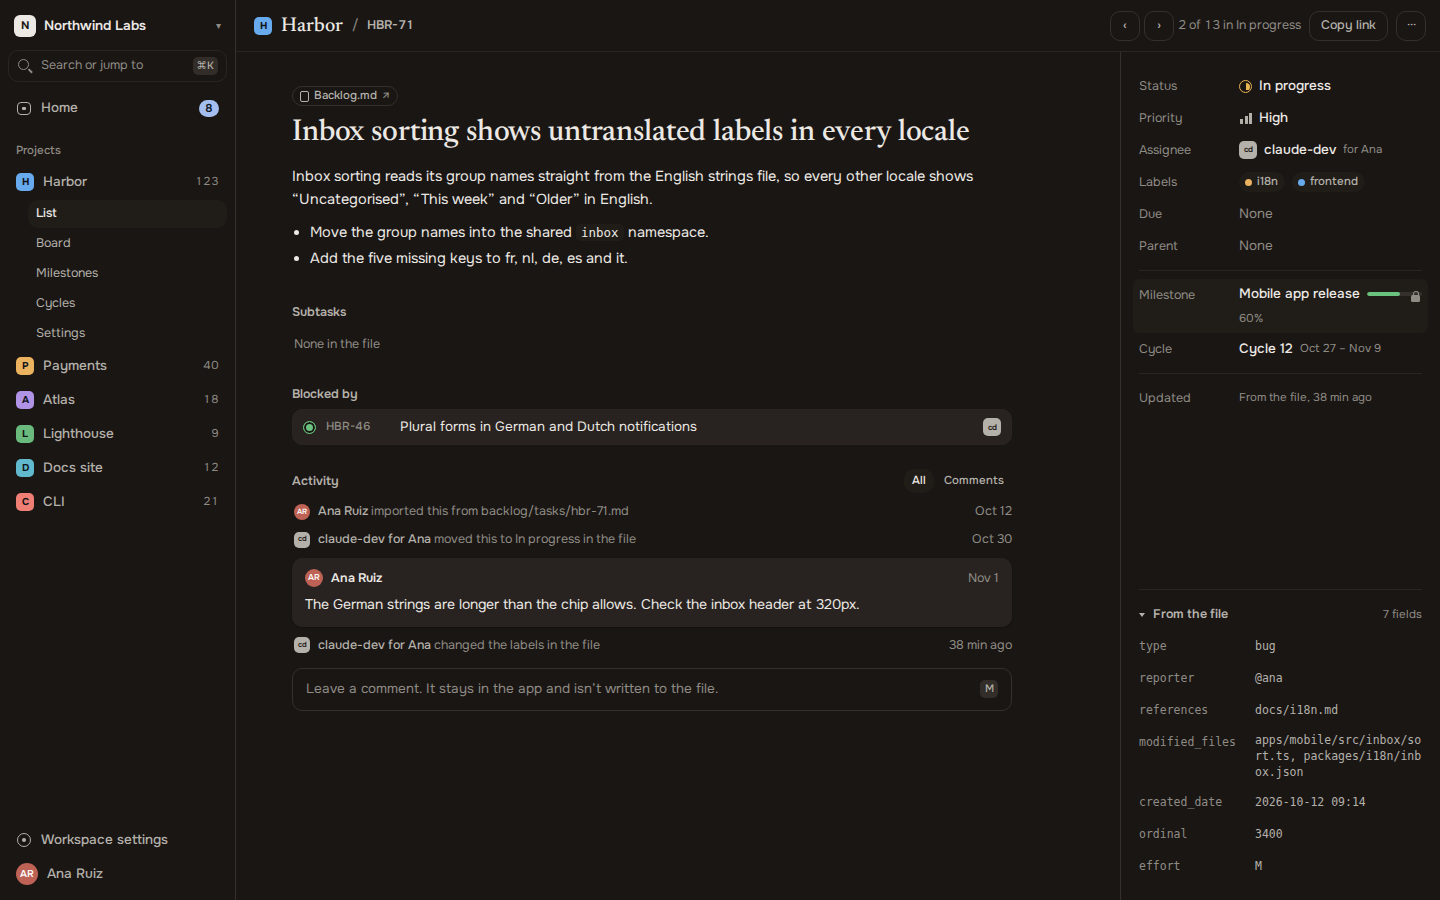 N Northwind Labs
Search or jump to ⌘K
Home 8
Projects
H Harbor 123
List
Board
Milestones
Cycles
Settings
P Payments 40
A Atlas 18
L Lighthouse 9
D Docs site 12
C CLI 21
Workspace settings
AR Ana Ruiz
H Harbor / HBR-71
2 of 13 in In progress
Copy link
Backlog.md ↗
Inbox sorting shows untranslated labels in every locale
Inbox sorting reads its group names straight from the English strings file, so every other locale shows
“Uncategorised”, “This week” and “Older” in English.
• Move the group names into the shared inbox namespace.
• Add the five missing keys to fr, nl, de, es and it.
Subtasks
None in the file
Blocked by
HBR-46 Plural forms in German and Dutch notifications cd
Activity All Comments
AR Ana Ruiz imported this from backlog/tasks/hbr-71.md Oct 12
cd claude-dev for Ana moved this to In progress in the file Oct 30
AR Ana Ruiz Nov 1
The German strings are longer than the chip allows. Check the inbox header at 320px.
cd claude-dev for Ana changed the labels in the file 38 min ago
Leave a comment. It stays in the app and isn’t written to the file. M
Status In progress
Priority High
Assignee cd claude-dev for Ana
Labels i18n frontend
Due None
Parent None
Milestone Mobile app release
60%
Cycle Cycle 12 Oct 27 – Nov 9
Updated From the file, 38 min ago
From the file 7 fields
type bug
reporter @ana
references docs/i18n.md
modified_files apps/mobile/src/inbox/so
rt.ts, packages/i18n/inb
ox.json
created_date 2026-10-12 09:14
ordinal 3400
effort M